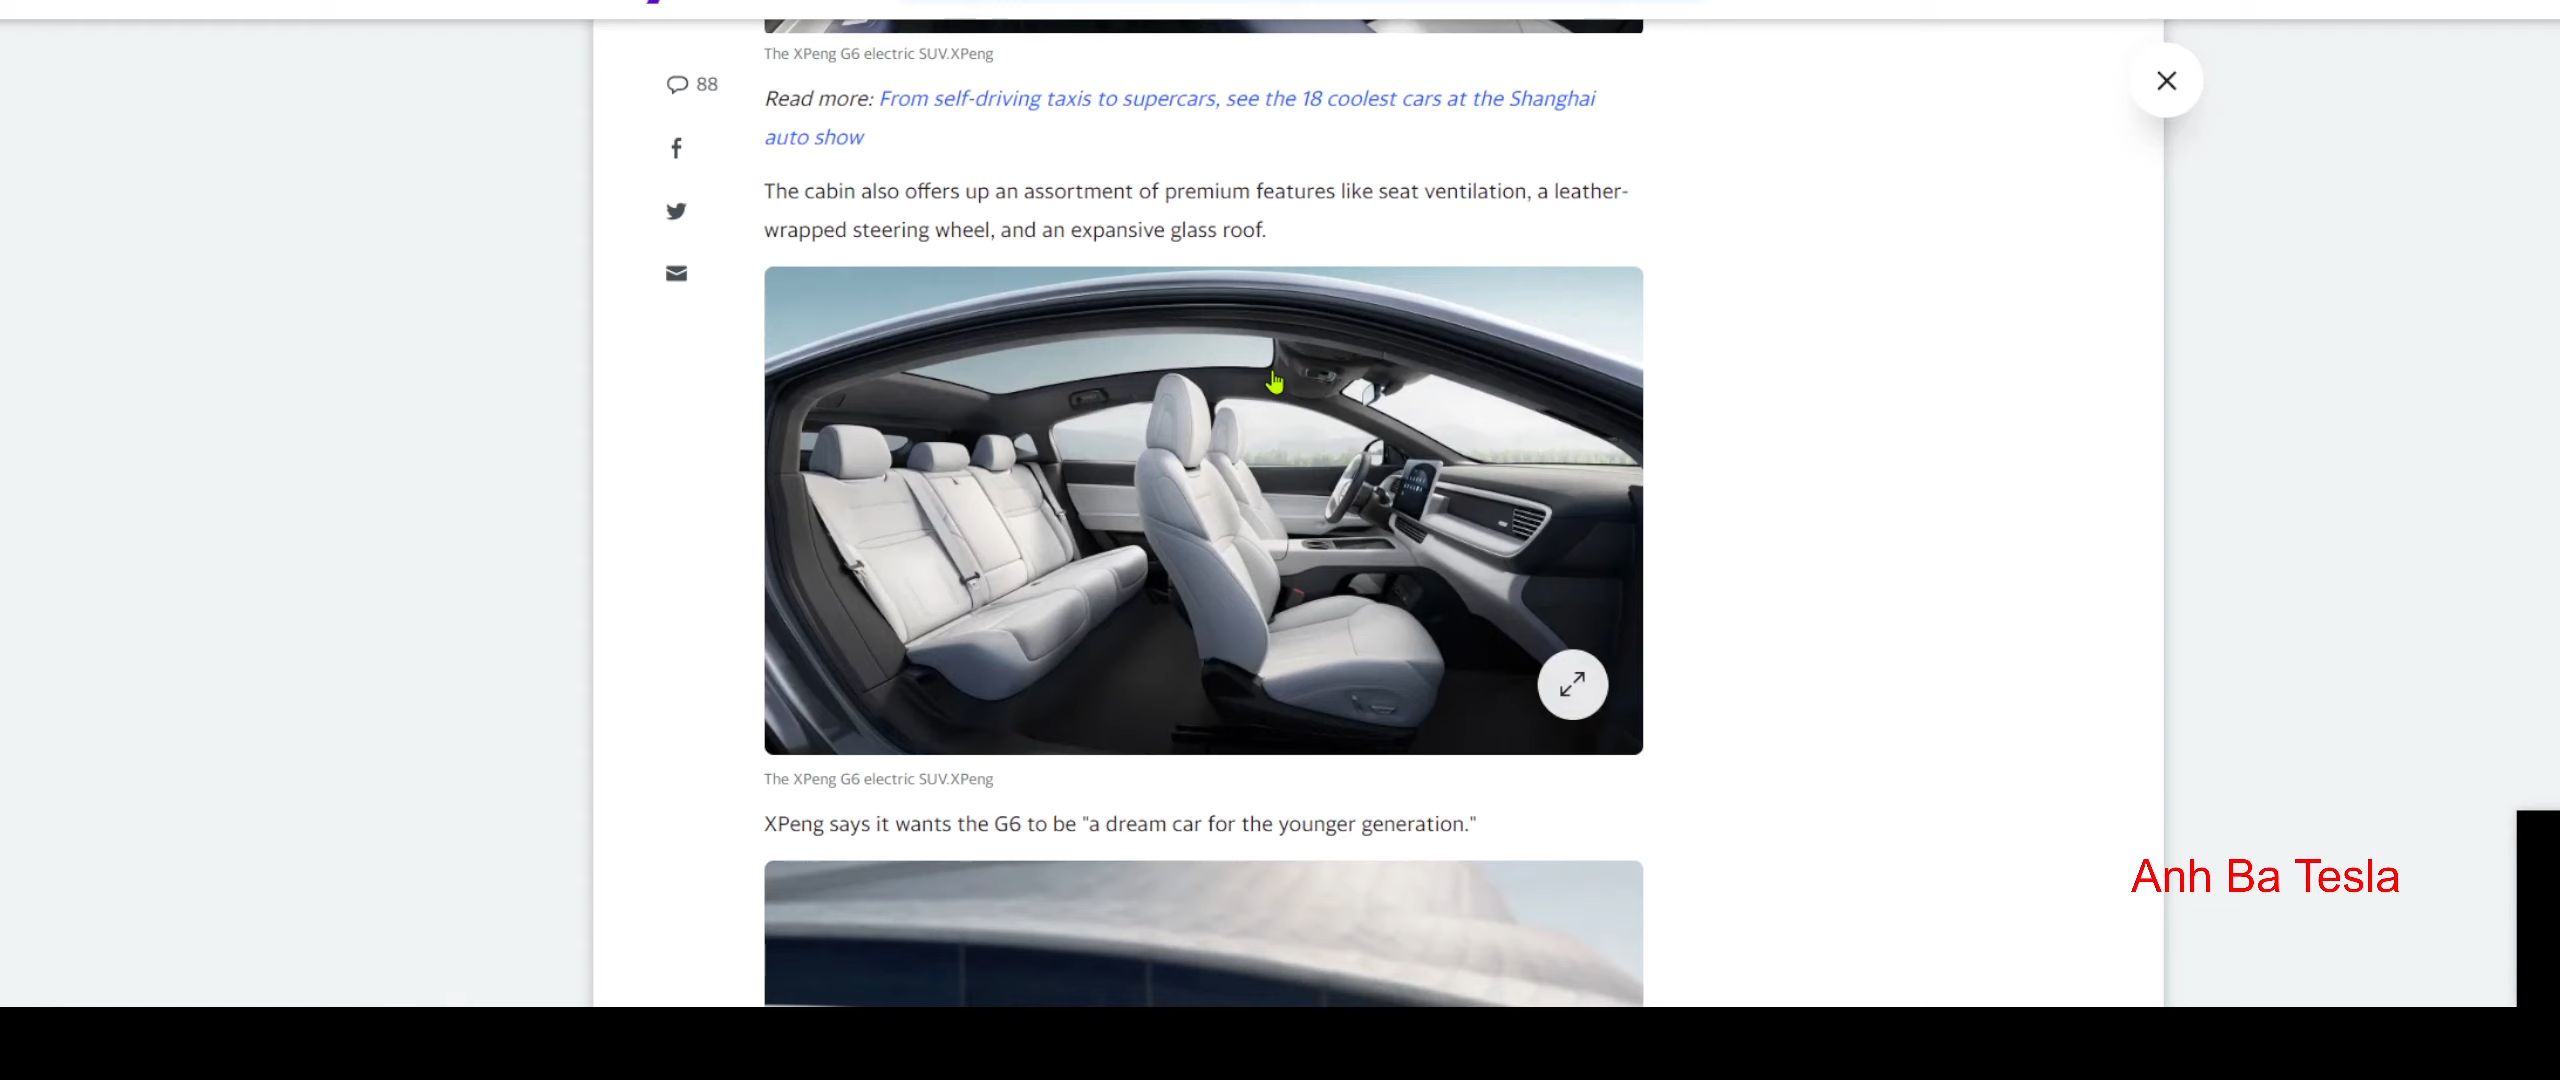 The XPeng G6 electric SUV.XPeng
88
Read more: From self-driving taxis to supercars, see the 18 coolest cars at the Shanghai
auto show
The cabin also offers up an assortment of premium features like seat ventilation, a leather-
wrapped steering wheel, and an expansive glass roof.
The XPeng G6 electric SUV.XPeng
XPeng says it wants the G6 to be "a dream car for the younger generation."
Anh Ba Tesla